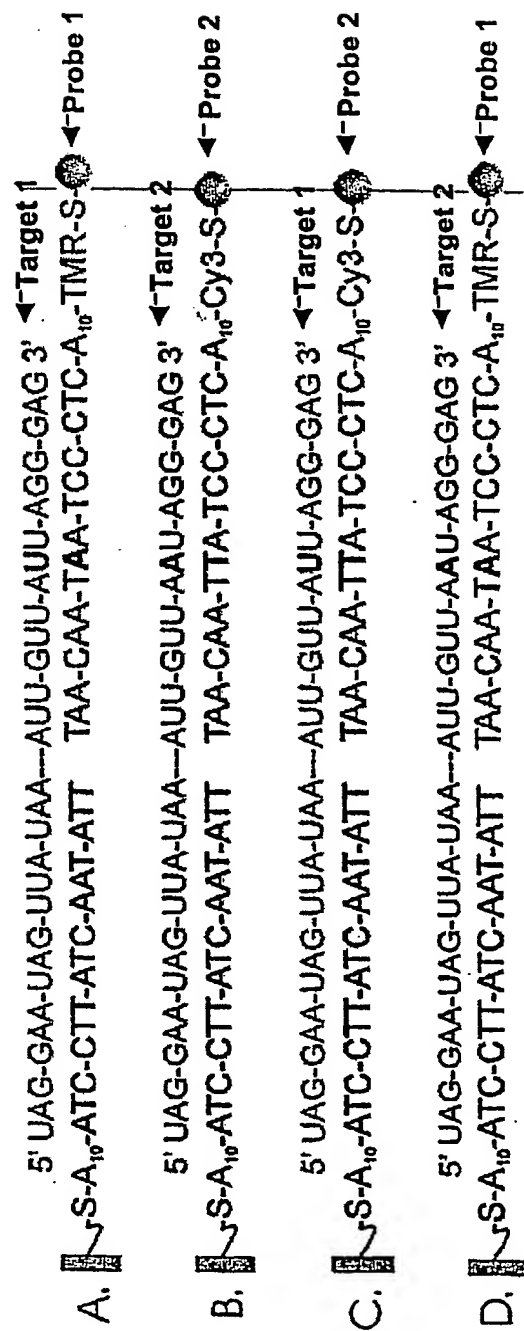 5' UAG-GAA-UAG-UUA-UAA---AUU-GUU-AUU-AGG-GAG 3' Target 1
A. S-A₁₀-ATC-CTT-ATC-AAT-ATT TAA-CAA-TAA-TCC-CTC-A₁₀-TMR-S- Probe 1
5' UAG-GAA-UAG-UUA-UAA---AUU-GUU-AAU-AGG-GAG 3' Target 2
B. S-A₁₀-ATC-CTT-ATC-AAT-ATT TAA-CAA-TTA-TCC-CTC-A₁₀-Cy3-S- Probe 2
5' UAG-GAA-UAG-UUA-UAA---AUU-GUU-AUU-AGG-GAG 3' Target 1
C. S-A₁₀-ATC-CTT-ATC-AAT-ATT TAA-CAA-TTA-TCC-CTC-A₁₀-Cy3-S- Probe 2
5' UAG-GAA-UAG-UUA-UAA---AUU-GUU-AAU-AGG-GAG 3' Target 2
D. S-A₁₀-ATC-CTT-ATC-AAT-ATT TAA-CAA-TAA-TCC-CTC-A₁₀-TMR-S- Probe 1